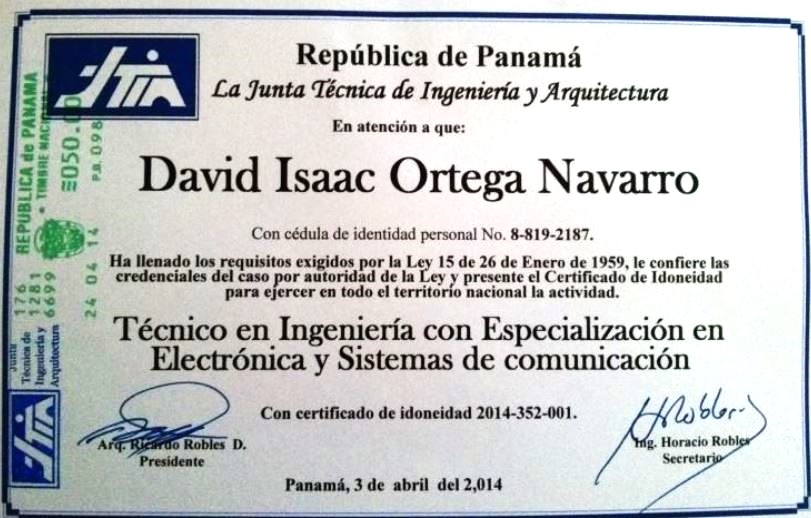 JTIA
República de Panamá
La Junta Técnica de Ingeniería y Arquitectura
En atención a que:
David Isaac Ortega Navarro
Con cédula de identidad personal No. 8-819-2187.
Ha llenado los requisitos exigidos por la Ley 15 de 26 de Enero de 1959, le confiere las
credenciales del caso por autoridad de la Ley y presente el Certificado de Idoneidad
para ejercer en todo el territorio nacional la actividad.
Técnico en Ingeniería con Especialización en
Electrónica y Sistemas de comunicación
Con certificado de idoneidad 2014-352-001.
Arq. Ricardo Robles D.
Presidente
Ing. Horacio Robles
Secretario
Panamá, 3 de abril del 2,014
REPUBLICA de PANAMA
TIMBRE NACIONAL
050.00
P.B. 098
24 04 14
176
1281
6699
Junta
Técnica de
Ingeniería y
Arquitectura
JTIA